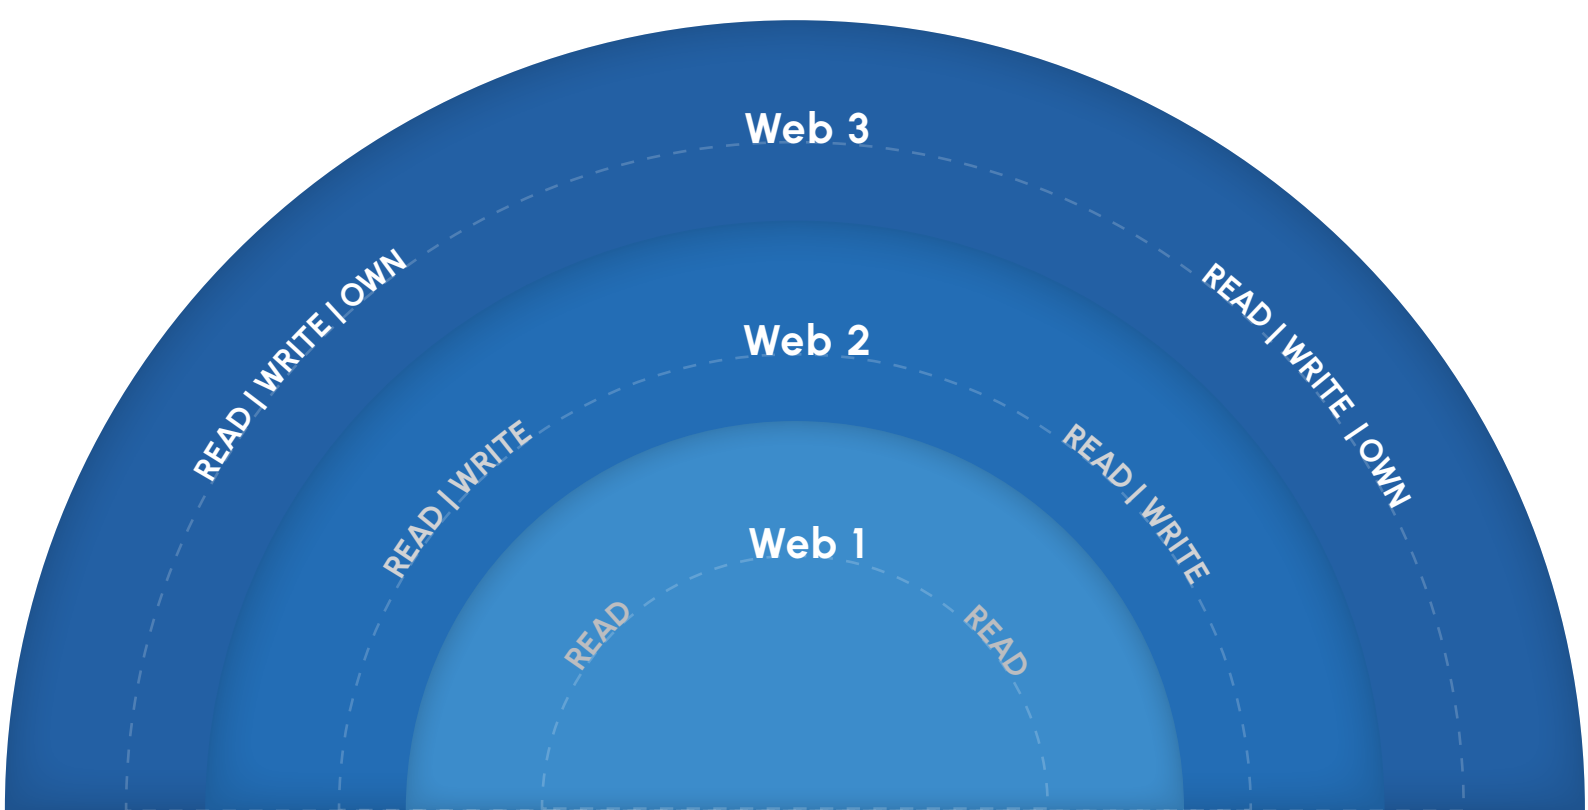 Web 3
READ | WRITE | OWN
READ | WRITE | OWN
Web 2
READ | WRITE
READ | WRITE
Web 1
READ
READ